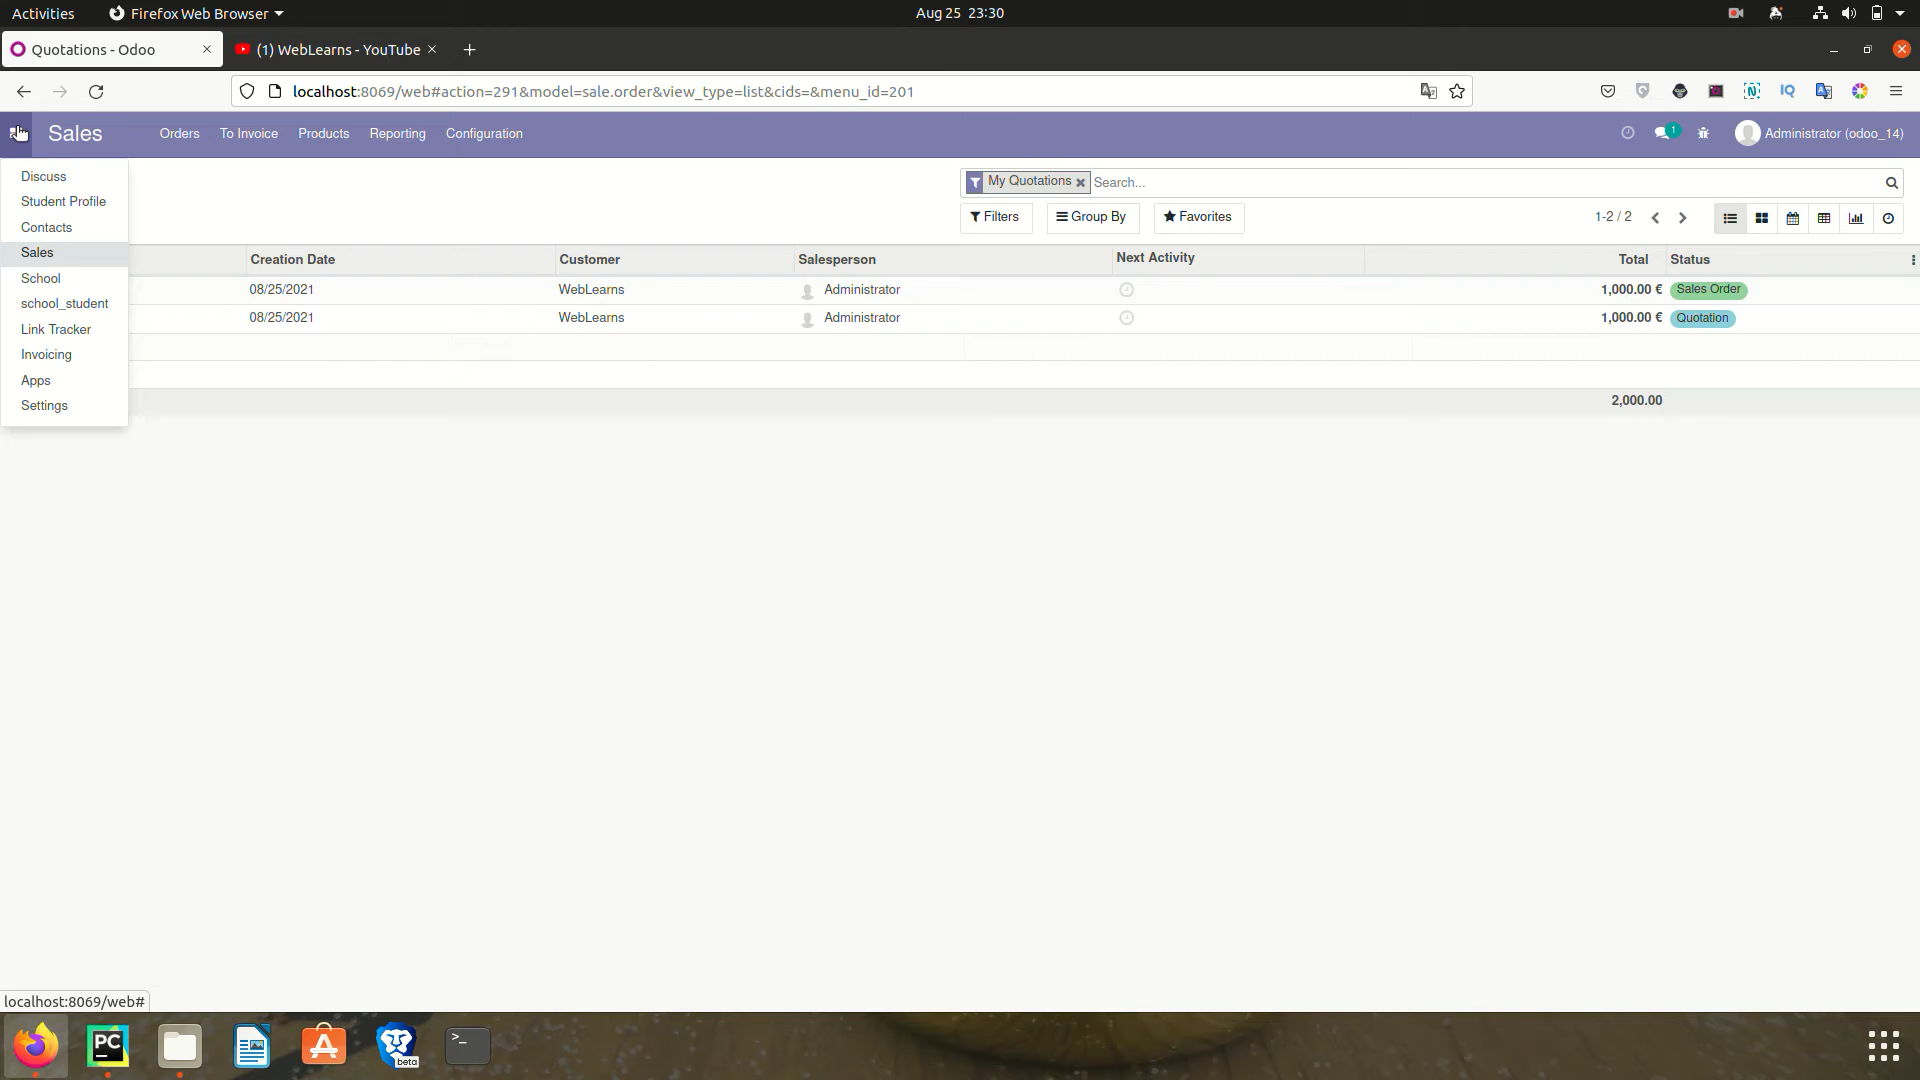 Activities Firefox Web Browser Aug 25 23:30
Quotations - Odoo (1) WebLearns - YouTube
localhost:8069/web#action=291&model=sale.order&view_type=list&cids=&menu_id=201
Sales Orders To Invoice Products Reporting Configuration 1 Administrator (odoo_14)
Discuss
Student Profile
Contacts
Sales
School
school_student
Link Tracker
Invoicing
Apps
Settings
My Quotations Search...
Filters Group By Favorites 1-2 / 2
Creation Date Customer Salesperson Next Activity Total Status
08/25/2021 WebLearns Administrator 1,000.00 € Sales Order
08/25/2021 WebLearns Administrator 1,000.00 € Quotation
2,000.00
localhost:8069/web#
PC
beta
>_